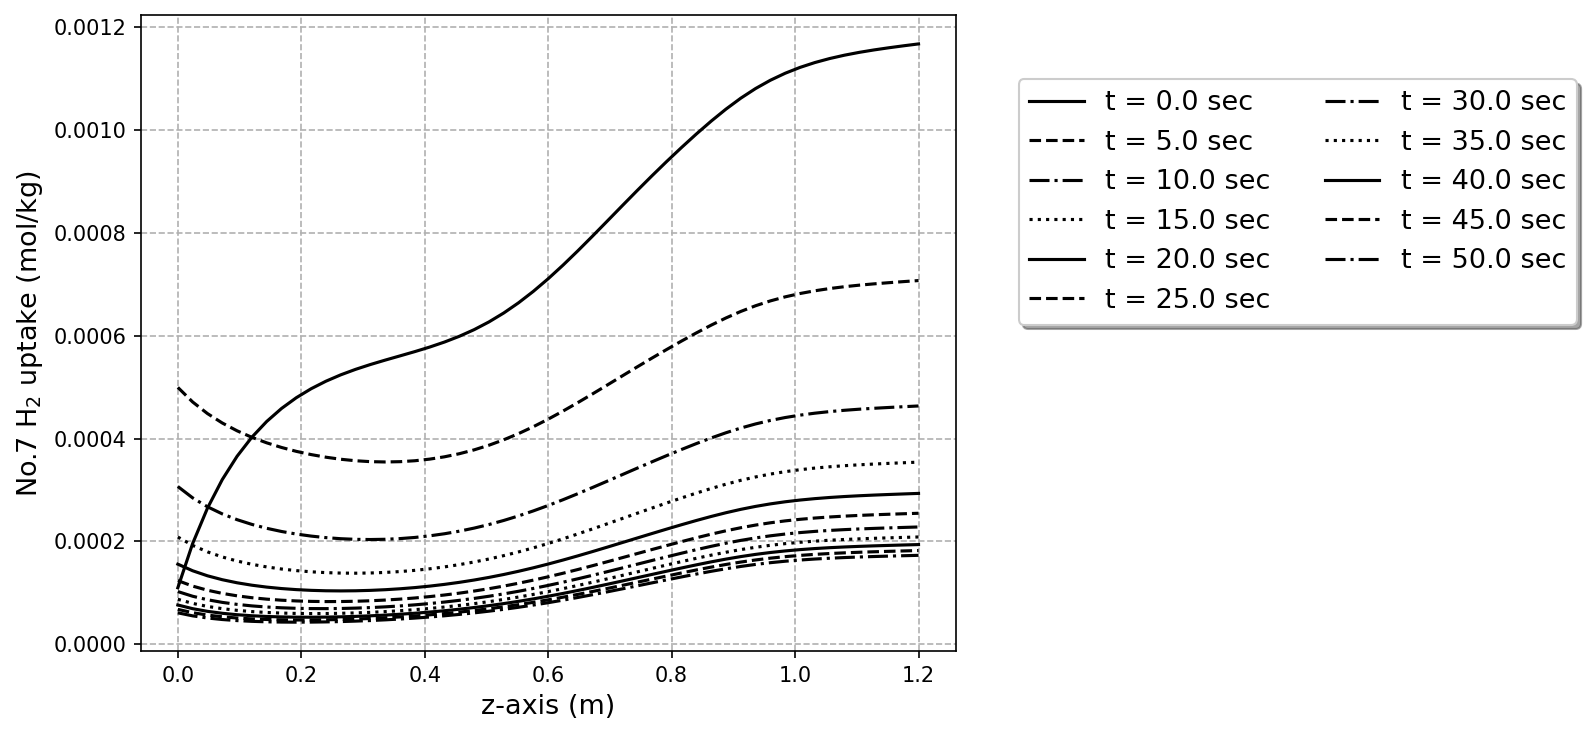 0.0012
0.0010
0.0008
0.0006
0.0004
0.0002
0.0000
No.7 H₂ uptake (mol/kg)
0.0 0.2 0.4 0.6 0.8 1.0 1.2
z-axis (m)
t = 0.0 sec
t = 5.0 sec
t = 10.0 sec
t = 15.0 sec
t = 20.0 sec
t = 25.0 sec
t = 30.0 sec
t = 35.0 sec
t = 40.0 sec
t = 45.0 sec
t = 50.0 sec